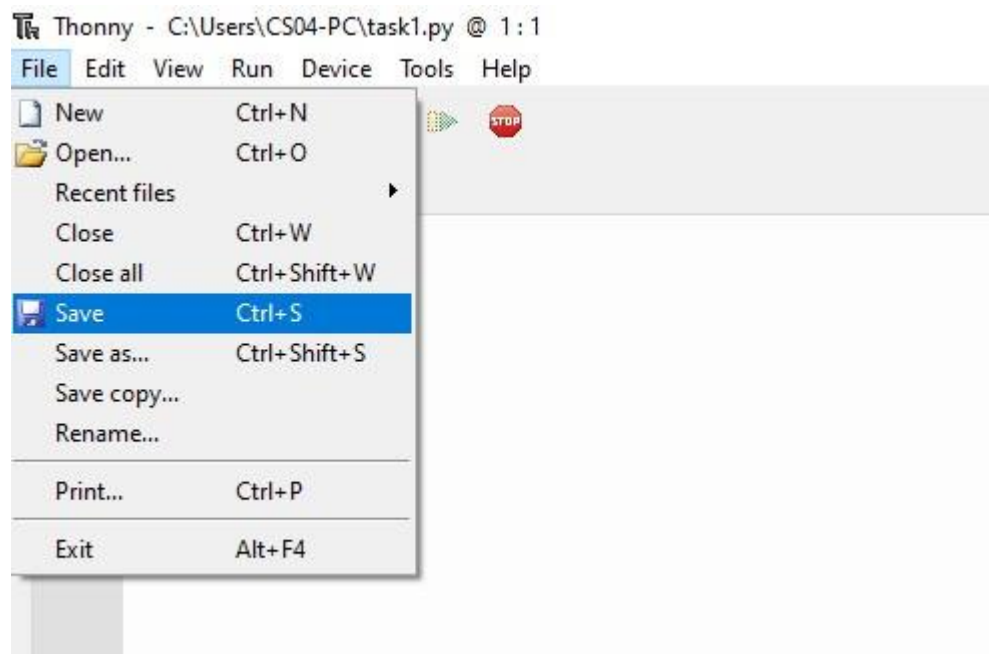 Thonny - C:\Users\CS04-PC\task1.py @ 1:1
File Edit View Run Device Tools Help
New Ctrl+N
STOP
Open... Ctrl+O
Recent files
Close Ctrl+W
Close all Ctrl+Shift+W
Save Ctrl+S
Save as... Ctrl+Shift+S
Save copy...
Rename...
Print... Ctrl+P
Exit Alt+F4